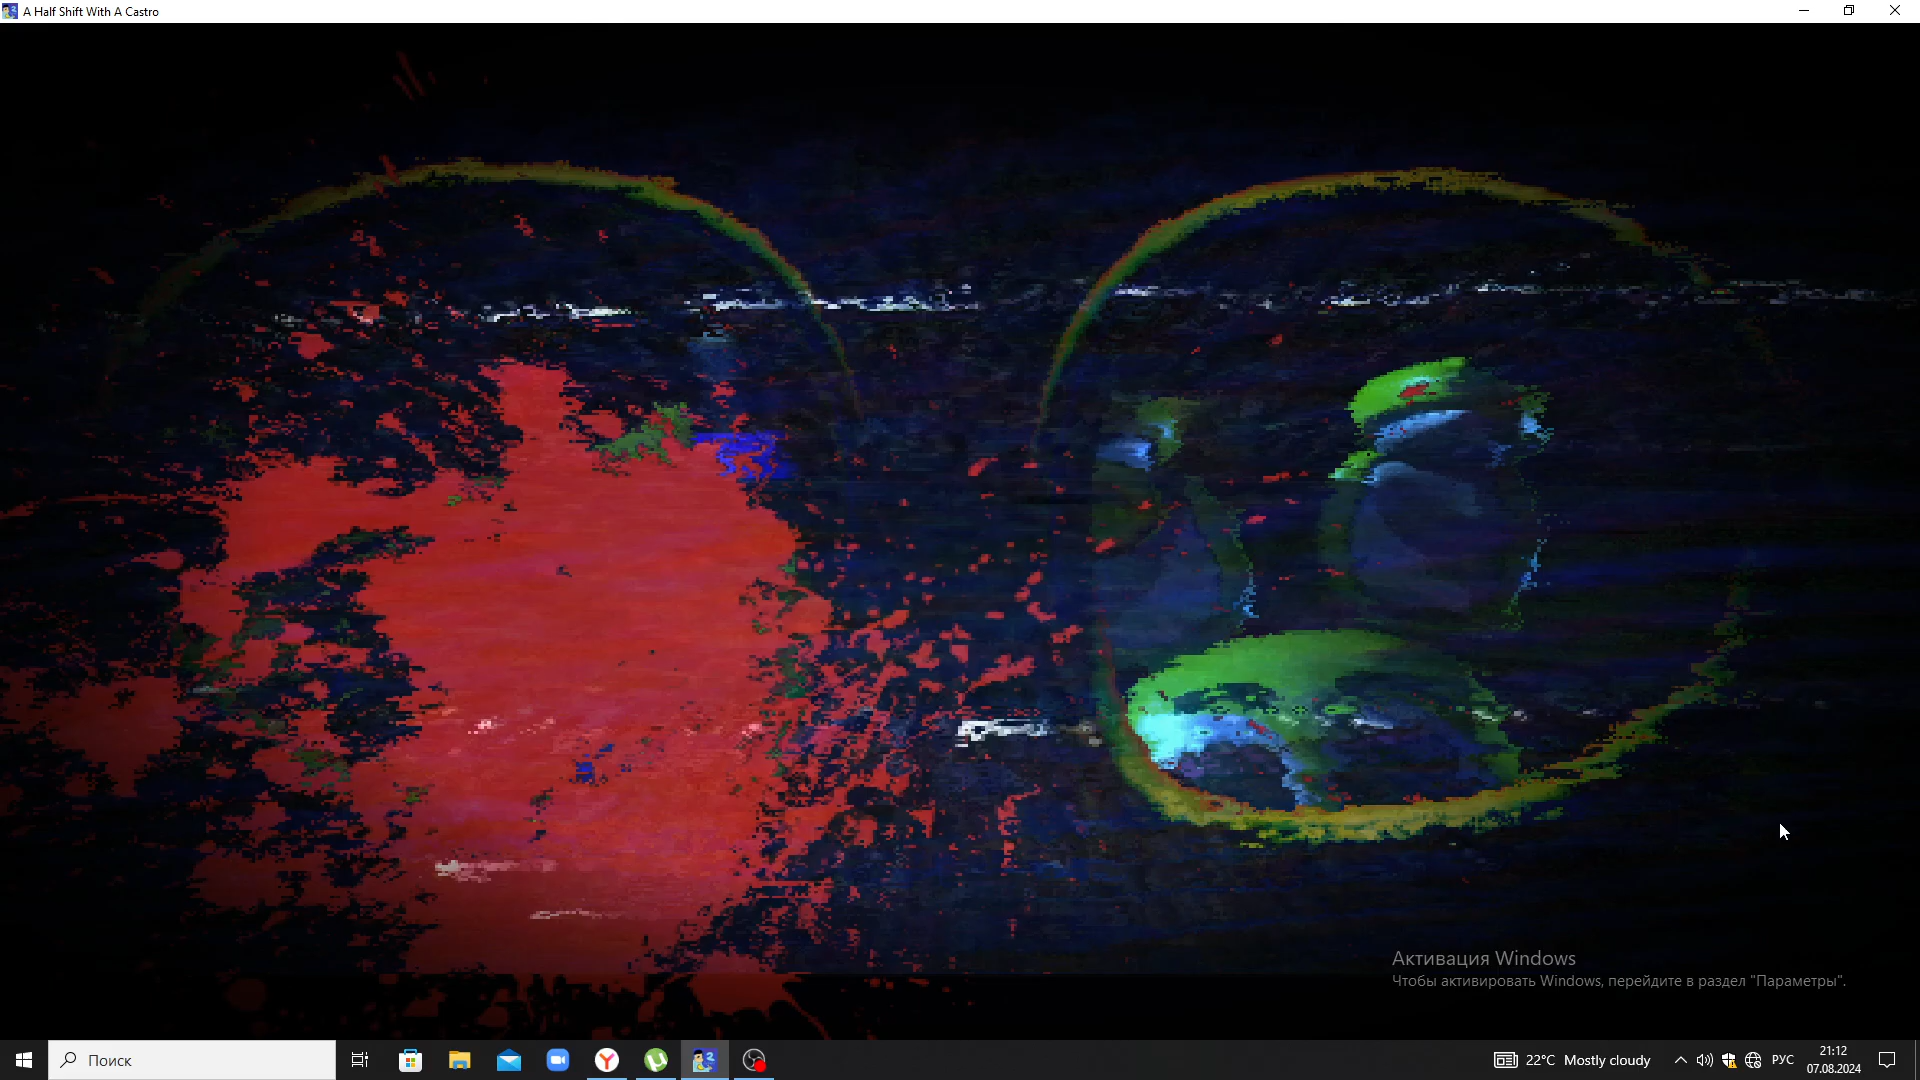 A Half Shift With A Castro
Активация Windows
Чтобы активировать Windows, перейдите в раздел "Параметры".
Поиск
22°C Mostly cloudy
РУС
21:12
07.08.2024